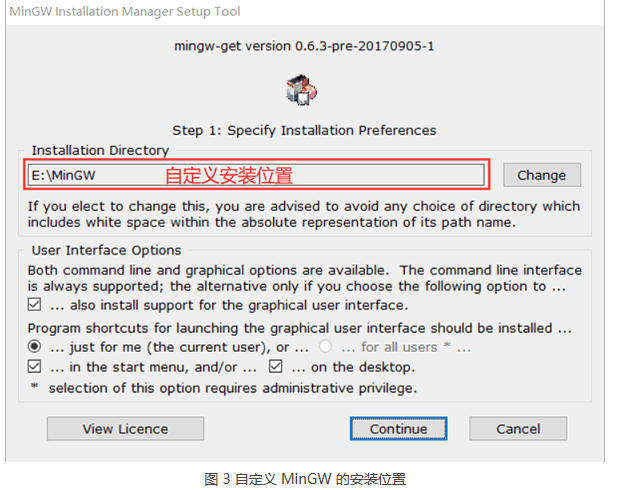 MinGW Installation Manager Setup Tool
mingw-get version 0.6.3-pre-20170905-1
Step 1: Specify Installation Preferences
Installation Directory
E:\MinGW 自定义安装位置 Change
If you elect to change this, you are advised to avoid any choice of directory which
includes white space within the absolute representation of its path name.
User Interface Options
Both command line and graphical options are available. The command line interface
is always supported; the alternative only if you choose the following option to ...
... also install support for the graphical user interface.
Program shortcuts for launching the graphical user interface should be installed ...
... just for me (the current user), or ... ... for all users * ...
... in the start menu, and/or ... ... on the desktop.
* selection of this option requires administrative privilege.
View Licence Continue Cancel
图 3 自定义 MinGW 的安装位置